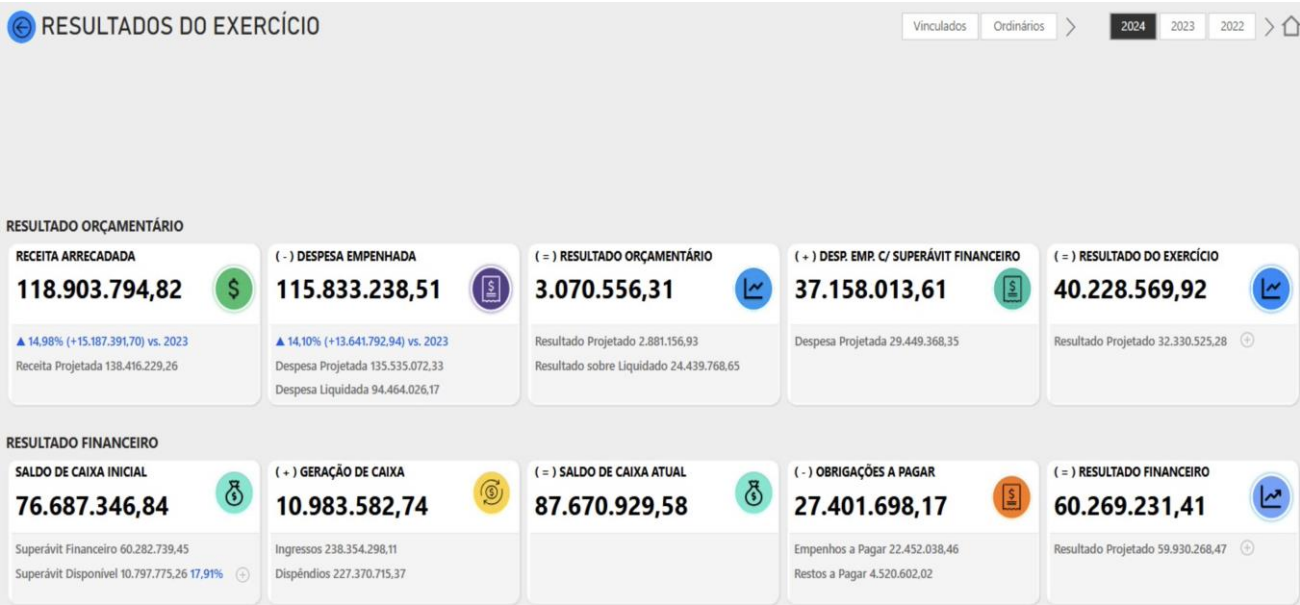 RESULTADOS DO EXERCÍCIO
Vinculados Ordinários 2024 2023 2022
RESULTADO ORÇAMENTÁRIO
RECEITA ARRECADADA
118.903.794,82
▲ 14,98% (+15.187.391,70) vs. 2023
Receita Projetada 138.416.229,26
( - ) DESPESA EMPENHADA
115.833.238,51
▲ 14,10% (+13.641.792,94) vs. 2023
Despesa Projetada 135.535.072,33
Despesa Liquidada 94.464.026,17
( = ) RESULTADO ORÇAMENTÁRIO
3.070.556,31
Resultado Projetado 2.881.156,93
Resultado sobre Liquidado 24.439.768,65
( + ) DESP. EMP. C/ SUPERÁVIT FINANCEIRO
37.158.013,61
Despesa Projetada 29.449.368,35
( = ) RESULTADO DO EXERCÍCIO
40.228.569,92
Resultado Projetado 32.330.525,28
RESULTADO FINANCEIRO
SALDO DE CAIXA INICIAL
76.687.346,84
Superávit Financeiro 60.282.739,45
Superávit Disponível 10.797.775,26 17,91%
( + ) GERAÇÃO DE CAIXA
10.983.582,74
Ingressos 238.354.298,11
Dispêndios 227.370.715,37
( = ) SALDO DE CAIXA ATUAL
87.670.929,58
( - ) OBRIGAÇÕES A PAGAR
27.401.698,17
Empenhos a Pagar 22.452.038,46
Restos a Pagar 4.520.602,02
( = ) RESULTADO FINANCEIRO
60.269.231,41
Resultado Projetado 59.930.268,47